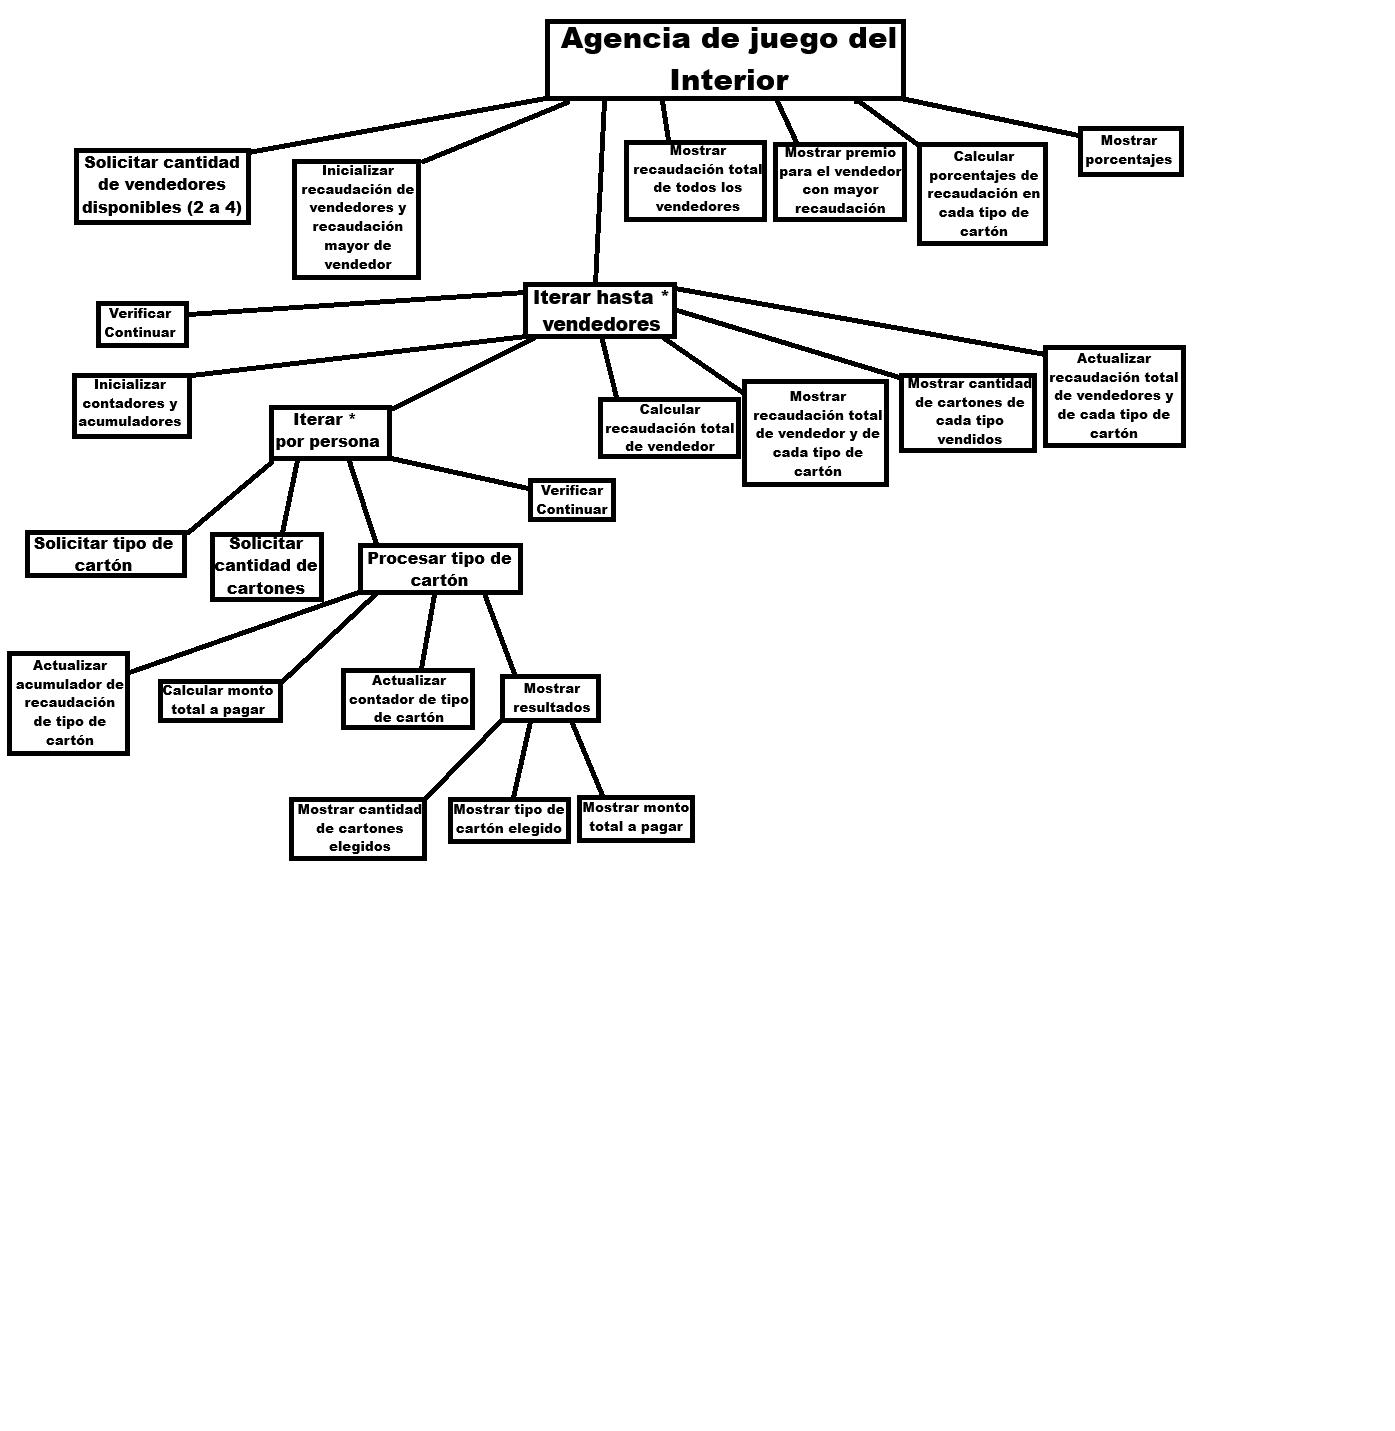 Agencia de juego del
Interior
Solicitar cantidad
de vendedores
disponibles (2 a 4)
Inicializar
recaudación de
vendedores y
recaudación
mayor de
vendedor
Mostrar
recaudación total
de todos los
vendedores
Mostrar premio
para el vendedor
con mayor
recaudación
Calcular
porcentajes de
recaudación en
cada tipo de
cartón
Mostrar
porcentajes
Iterar hasta *
vendedores
Verificar
Continuar
Inicializar
contadores y
acumuladores
Iterar *
por persona
Calcular
recaudación total
de vendedor
Mostrar
recaudación total
de vendedor y de
cada tipo de
cartón
Mostrar cantidad
de cartones de
cada tipo
vendidos
Actualizar
recaudación total
de vendedores y
de cada tipo de
cartón
Solicitar tipo de
cartón
Solicitar
cantidad de
cartones
Procesar tipo de
cartón
Verificar
Continuar
Actualizar
acumulador de
recaudación
de tipo de
cartón
Calcular monto
total a pagar
Actualizar
contador de tipo
de cartón
Mostrar
resultados
Mostrar cantidad
de cartones
elegidos
Mostrar tipo de
cartón elegido
Mostrar monto
total a pagar